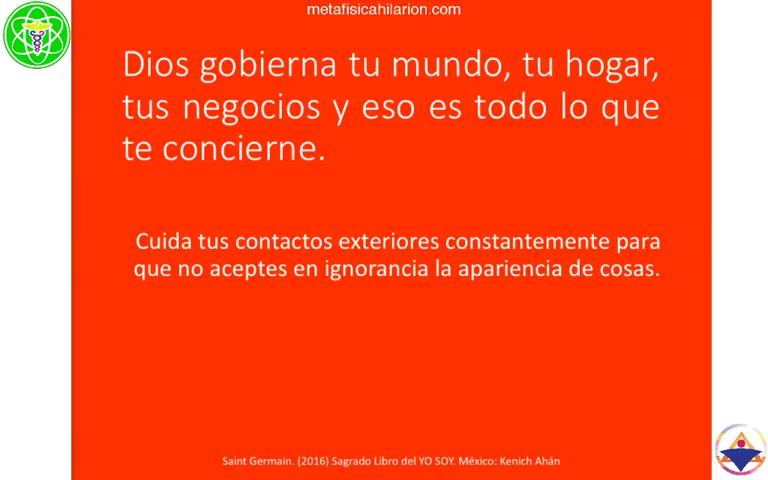 metafisicahilarion.com
Dios gobierna tu mundo, tu hogar,
tus negocios y eso es todo lo que
te concierne.
Cuida tus contactos exteriores constantemente para
que no aceptes en ignorancia la apariencia de cosas.
Saint Germain. (2016) Sagrado Libro del YO SOY. México: Kenich Ahán